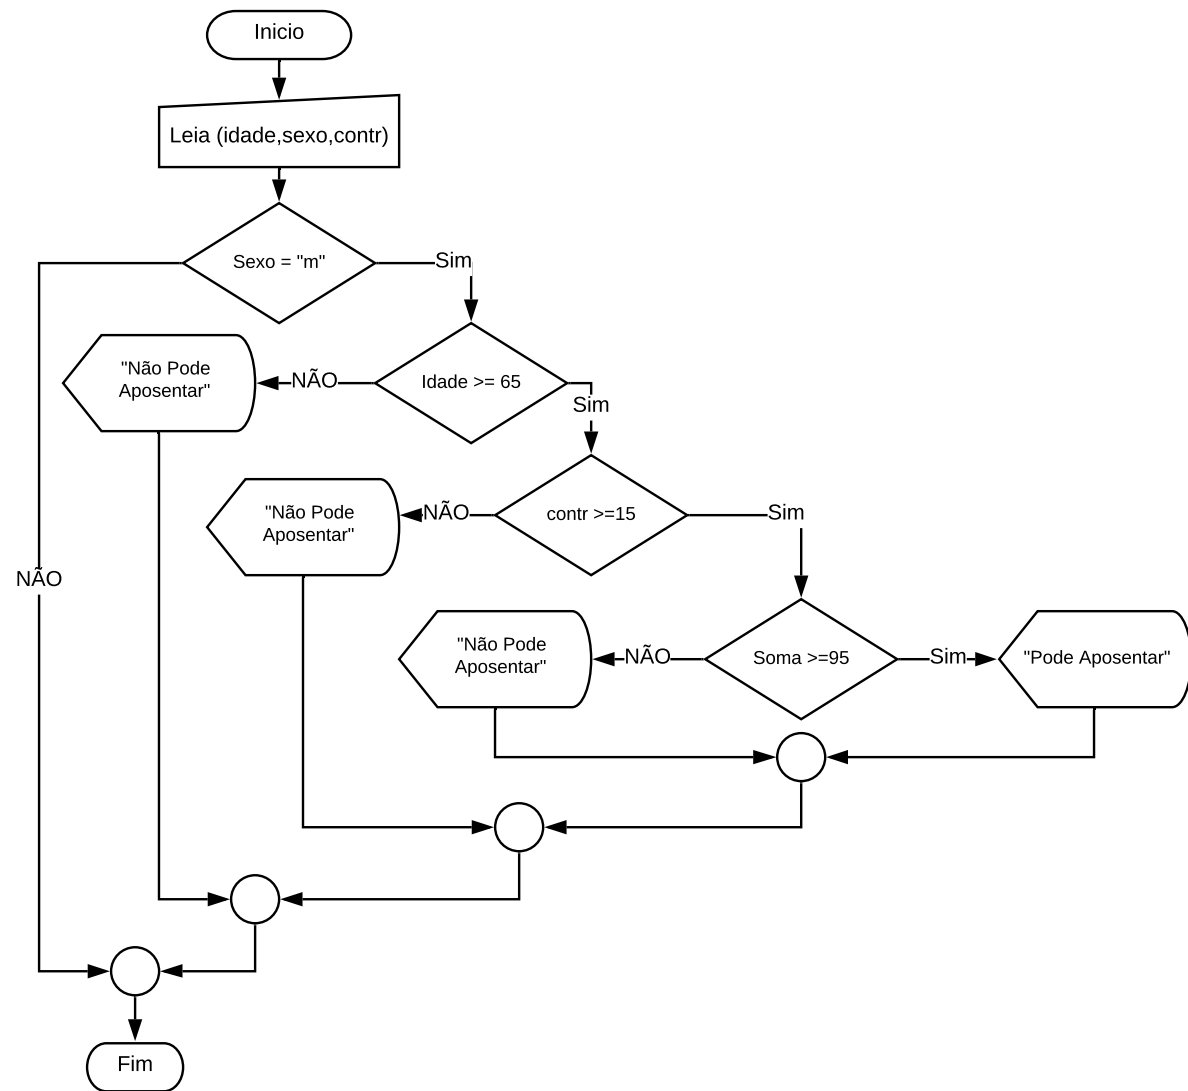 Inicio
Leia (idade,sexo,contr)
Sexo = "m"
Sim
"Não Pode
Aposentar"
NÃO
Idade >= 65
Sim
"Não Pode
Aposentar"
NÃO
contr >=15
Sim
NÃO
"Não Pode
Aposentar"
NÃO
Soma >=95
Sim
"Pode Aposentar"
Fim